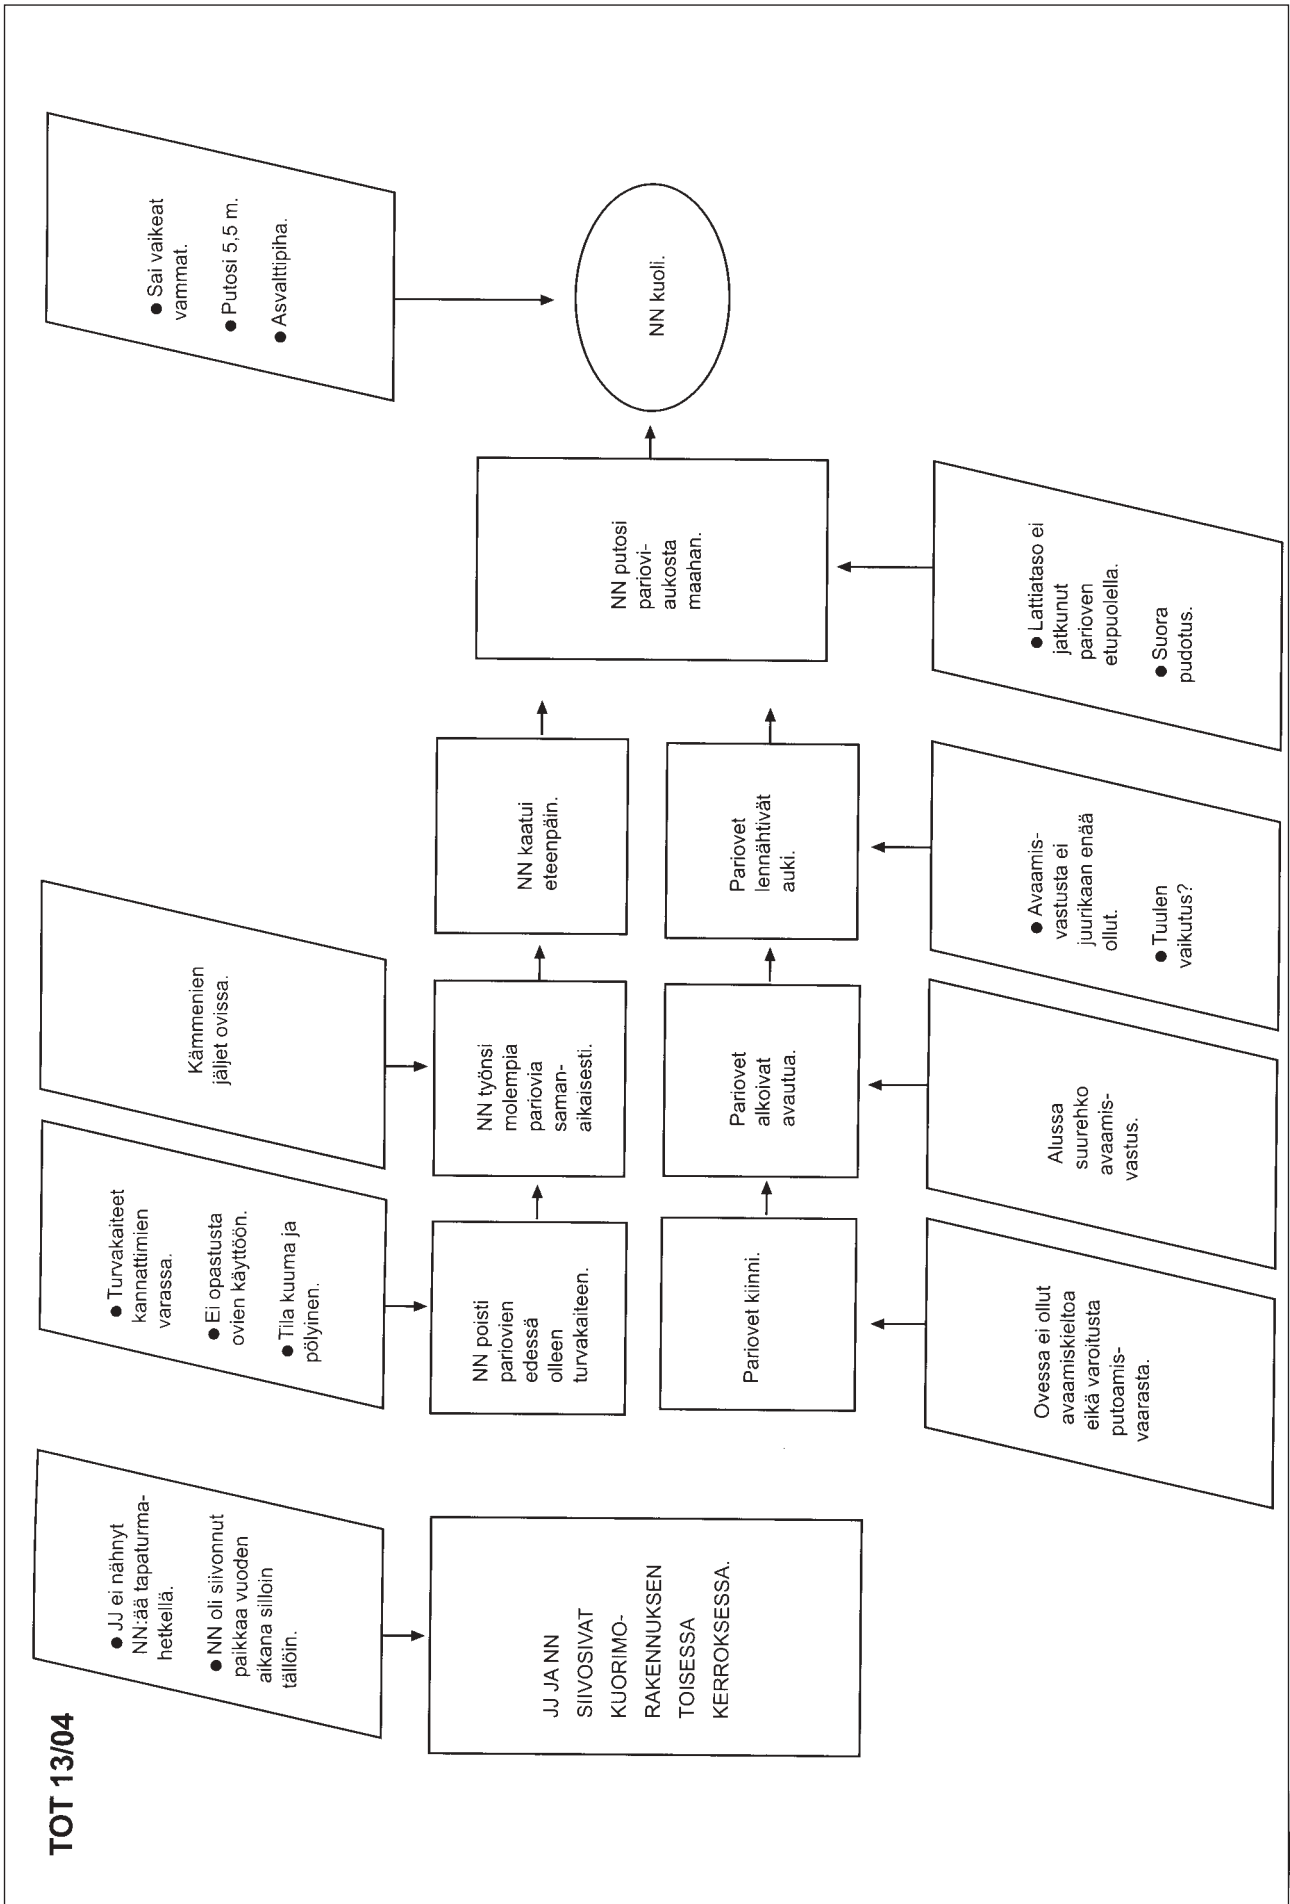 TOT 13/04
● JJ ei nähnyt
NN:ää tapaturma-
hetkellä.
● NN oli siivonnut
paikkaa vuoden
aikana silloin
tällöin.
● Turvakaiteet
kannattimien
varassa.
● Ei opastusta
ovien käyttöön.
● Tila kuuma ja
pölyinen.
Kämmenien
jäljet ovissa.
● Sai vaikeat
vammat.
● Putosi 5,5 m.
● Asvalttipiha.
JJ JA NN
SIIVOSIVAT
KUORIMO-
RAKENNUKSEN
TOISESSA
KERROKSESSA.
NN poisti
pariovien
edessä
olleen
turvakaiteen.
NN työnsi
molempia
pariovia
saman-
aikaisesti.
NN kaatui
eteenpäin.
Pariovet kiinni.
Pariovet
alkoivat
avautua.
Pariovet
lennähtivät
auki.
NN putosi
pariovi-
aukosta
maahan.
NN kuoli.
Ovessa ei ollut
avaamiskieltoa
eikä varoitusta
putoamis-
vaarasta.
Alussa
suurehko
avaamis-
vastus.
● Avaamis-
vastusta ei
juurikaan enää
ollut.
● Tuulen
vaikutus?
● Lattiataso ei
jatkunut
parioven
etupuolella.
● Suora
pudotus.